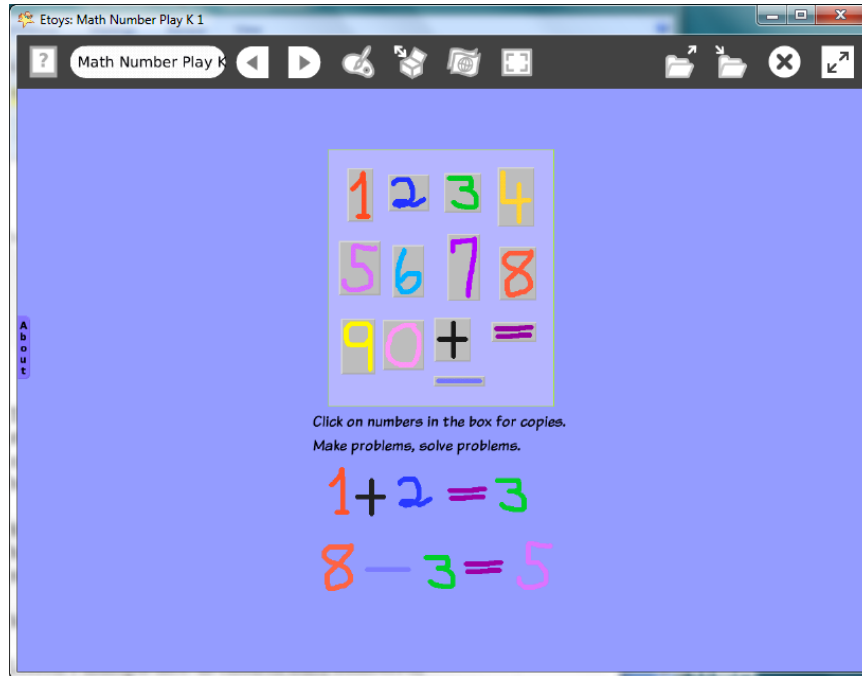 Etoys: Math Number Play K 1
? Math Number Play K
1 2 3 4
5 6 7 8
9 0 + =
−
About
Click on numbers in the box for copies.
Make problems, solve problems.
1 + 2 = 3
8 − 3 = 5